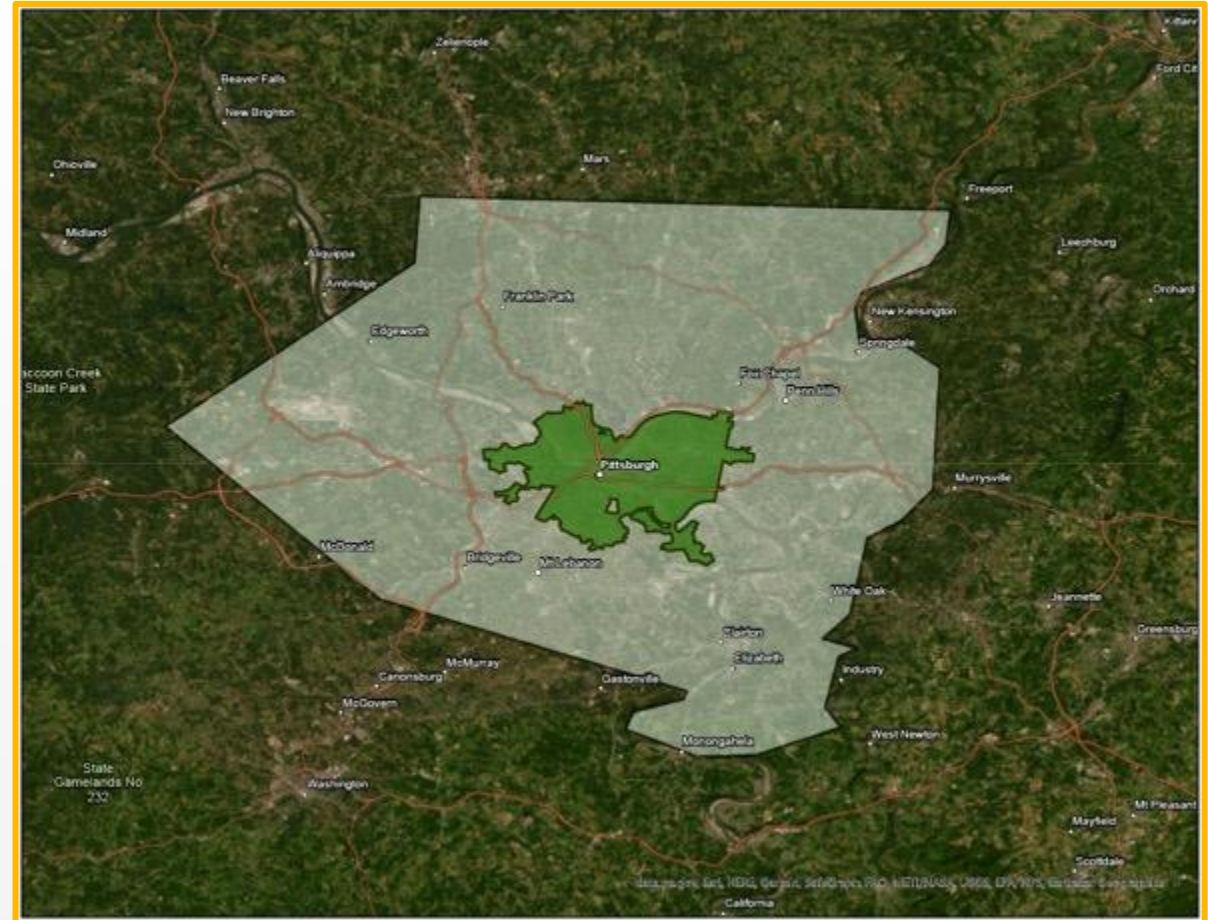 Kittann
Zelienople
Ford Cit
Beaver Falls
New Brighton
Mars
Ohioville
Freeport
Midland
Leechburg
Aliquippa
Ambridge
Orchard
Franklin Park
New Kensington
Edgeworth
Springdale
accoon Creek
State Park
Fox Chapel
Penn Hills
Pittsburgh
Murrysville
McDonald
Bridgeville
Mt Lebanon
White Oak
Jeannette
Clairton
Greensburg
Elizabeth
McMurray
Industry
Canonsburg
Gastonville
McGovern
West Newton
Monongahela
State
Gamelands No
232
Washington
Mt Pleasant
Mayfield
Scottdale
California